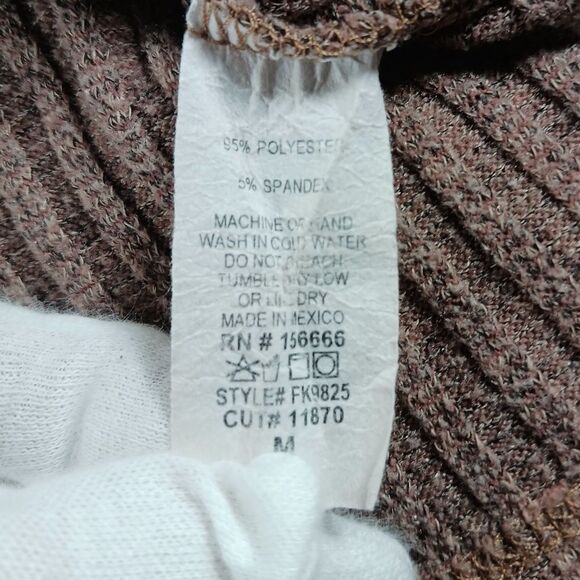 95% POLYESTER
5% SPANDEX
MACHINE OR HAND
WASH IN COLD WATER
DO NOT BLEACH
TUMBLE DRY LOW
OR LINE DRY
MADE IN MEXICO
RN # 156666
STYLE# FK9825
CUT# 11870
M